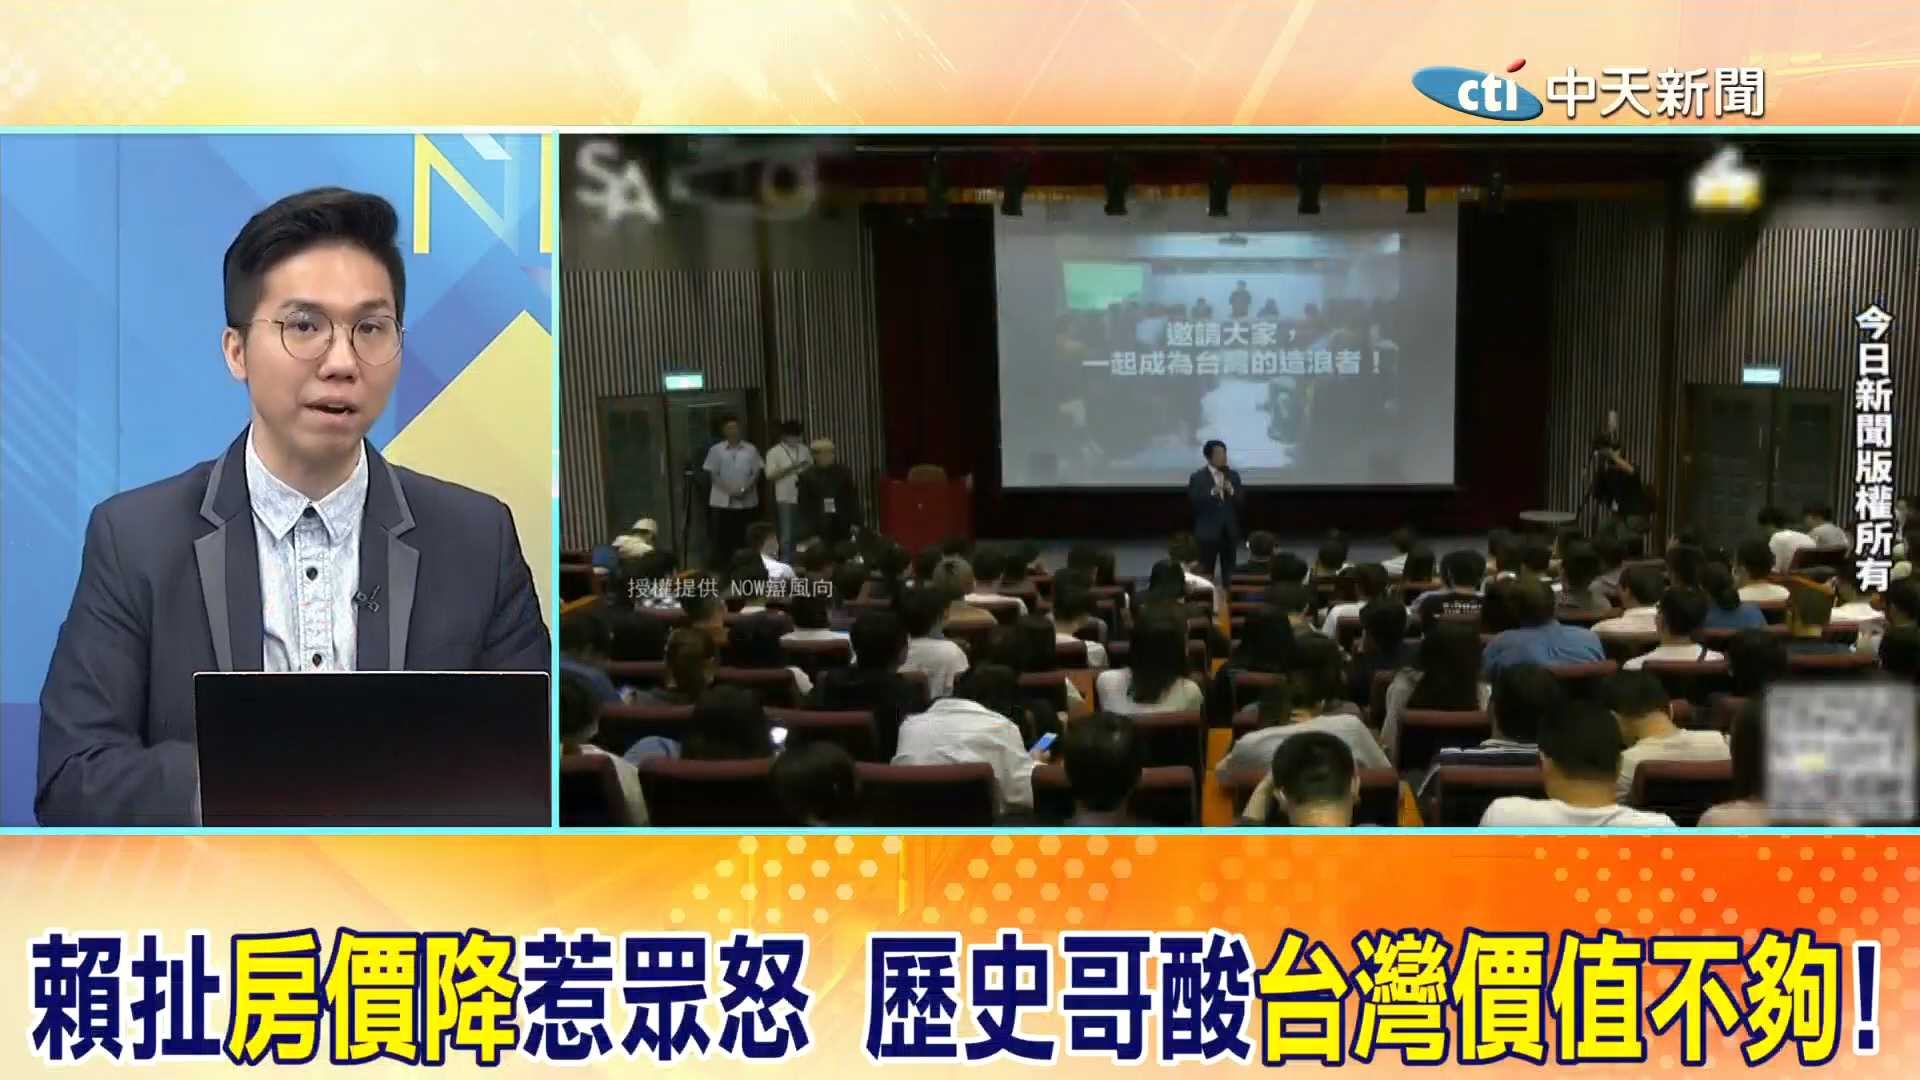 cti 中天新聞
N
SA
邀請大家，
一起成為台灣的造浪者！
今日新聞版權所有
授權提供 NOW辯風向
賴扯房價降惹眾怒 歷史哥酸台灣價值不夠！